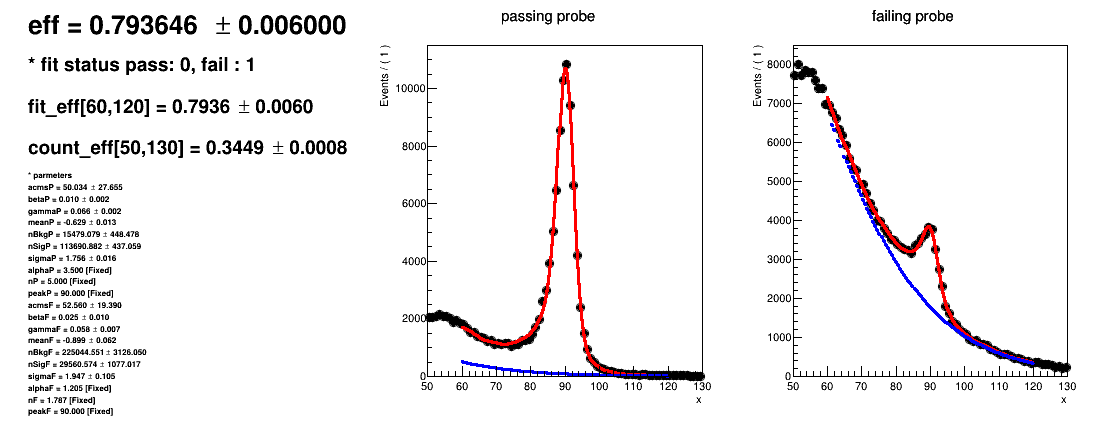 eff = 0.793646 ± 0.006000
* fit status pass: 0, fail : 1
fit_eff[60,120] = 0.7936 ± 0.0060
count_eff[50,130] = 0.3449 ± 0.0008
* parmeters
acmsP = 50.034 ± 27.655
betaP = 0.010 ± 0.002
gammaP = 0.066 ± 0.002
meanP = -0.629 ± 0.013
nBkgP = 15479.079 ± 448.478
nSigP = 113690.882 ± 437.059
sigmaP = 1.756 ± 0.016
alphaP = 3.500 [Fixed]
nP = 5.000 [Fixed]
peakP = 90.000 [Fixed]
acmsF = 52.560 ± 19.390
betaF = 0.025 ± 0.010
gammaF = 0.058 ± 0.007
meanF = -0.899 ± 0.062
nBkgF = 225044.551 ± 3126.050
nSigF = 29560.574 ± 1077.017
sigmaF = 1.947 ± 0.105
alphaF = 1.205 [Fixed]
nF = 1.787 [Fixed]
peakF = 90.000 [Fixed]
passing probe
Events / ( 1 )
10000
8000
6000
4000
2000
0
50 60 70 80 90 100 110 120 130
x
failing probe
Events / ( 1 )
8000
7000
6000
5000
4000
3000
2000
1000
0
50 60 70 80 90 100 110 120 130
x